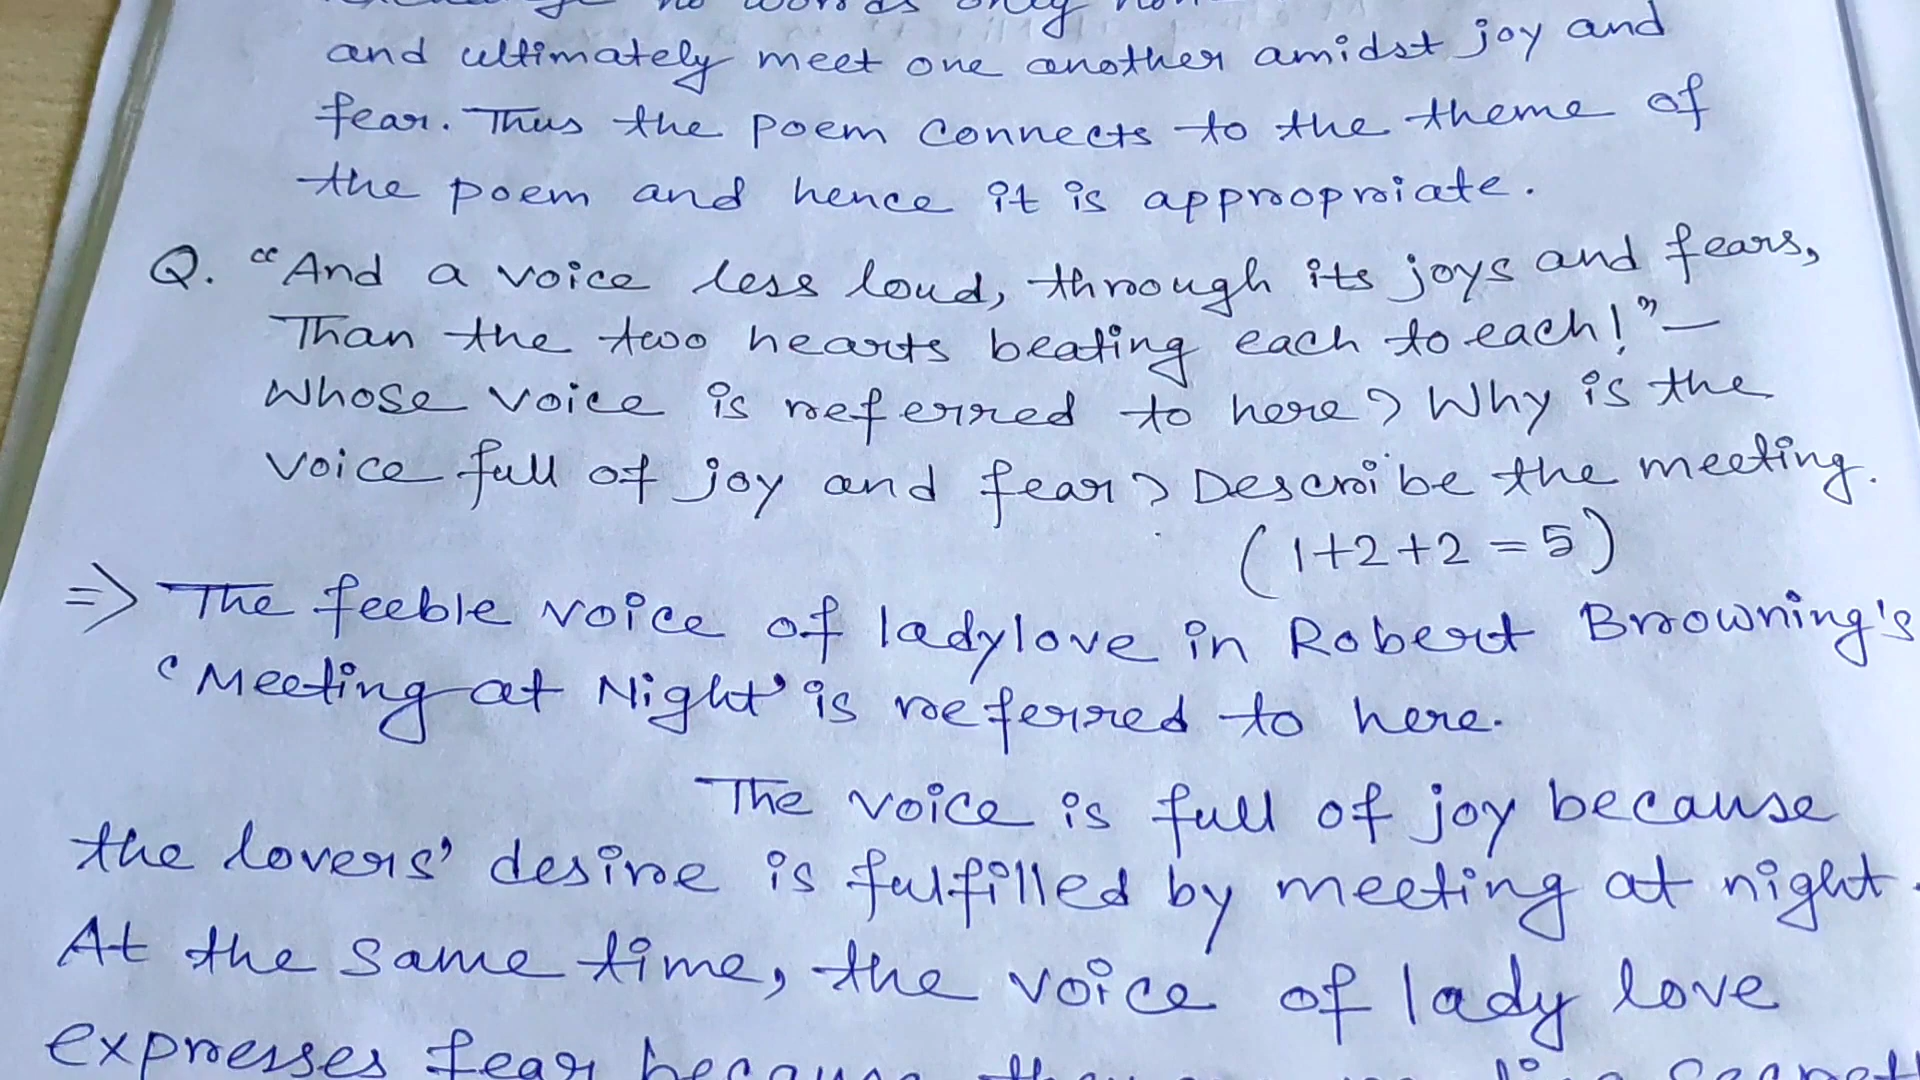 and ultimately meet one another amidst joy and
fear. Thus the poem connects to the theme of
the poem and hence it is appropriate.
Q. "And a voice less loud, through its joys and fears,
Than the two hearts beating each to each!"—
Whose voice is referred to here? Why is the
voice full of joy and fear? Describe the meeting.
(1+2+2=5)
=> The feeble voice of ladylove in Robert Browning's
'Meeting at Night' is referred to here.
The voice is full of joy because
the lovers' desire is fulfilled by meeting at night.
At the same time, the voice of lady love
expresses fear because